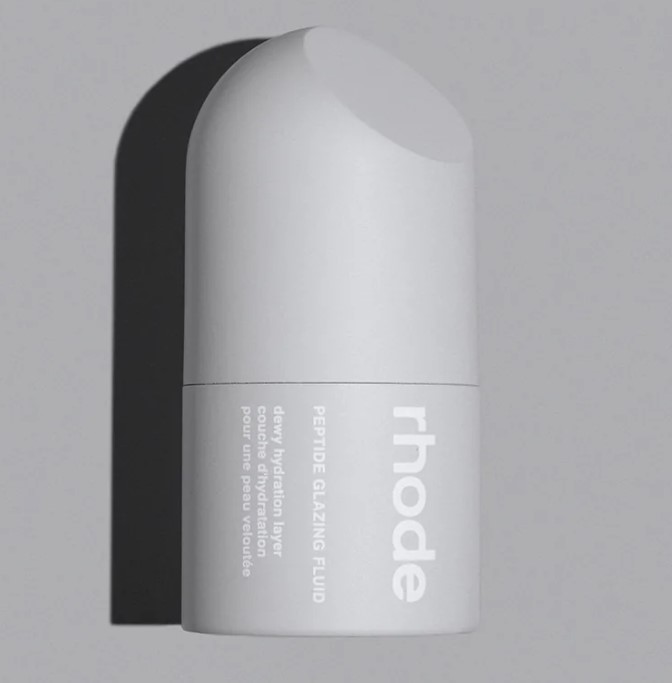 rhode
PEPTIDE GLAZING FLUID
dewy hydration layer
couche d'hydratation
pour une peau veloutée